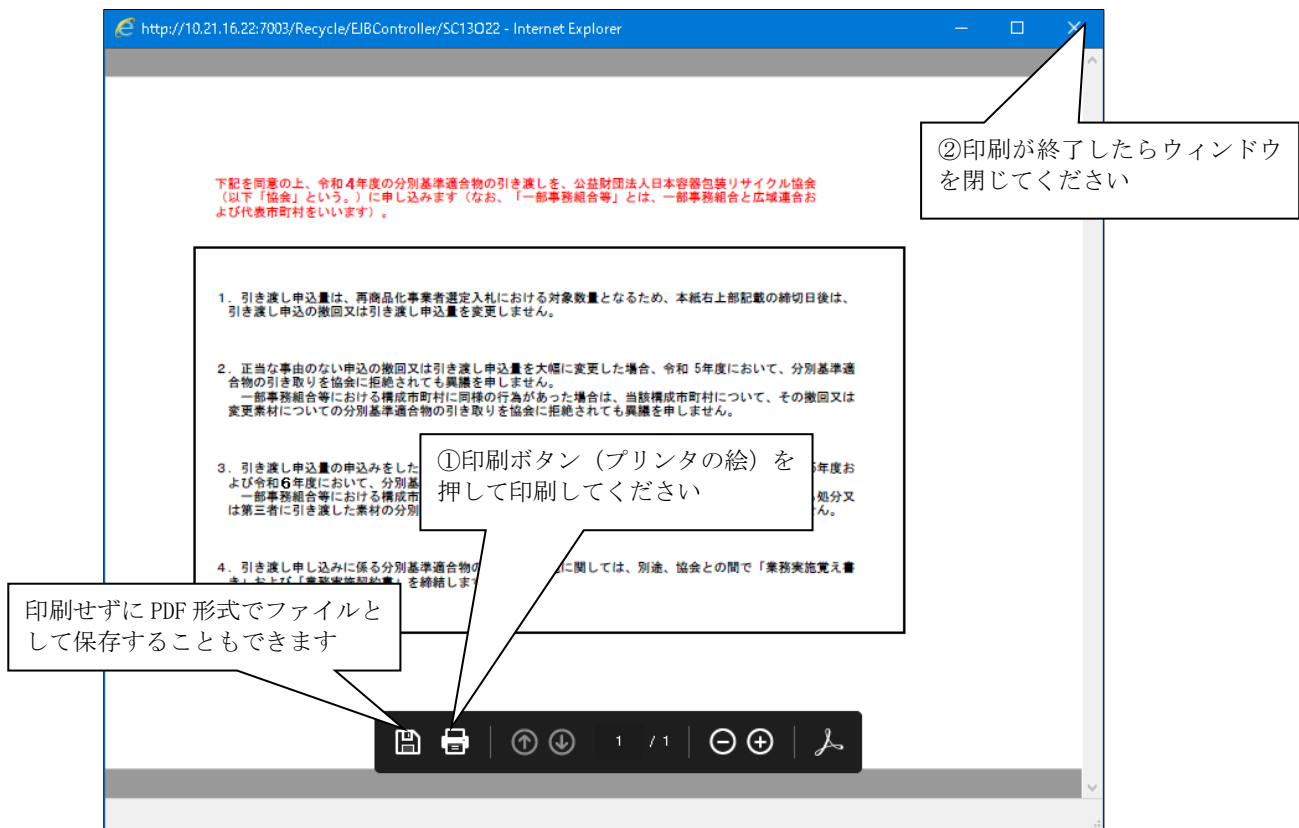 http://10.21.16.22:7003/Recycle/EJBController/SC13O22 - Internet Explorer
②印刷が終了したらウィンドウ
を閉じてください
下記を同意の上、令和4年度の分別基準適合物の引き渡しを、公益財団法人日本容器包装リサイクル協会
（以下「協会」という。）に申し込みます（なお、「一部事務組合等」とは、一部事務組合と広域連合お
よび代表市町村をいいます）。
1．引き渡し申込量は、再商品化事業者選定入札における対象数量となるため、本紙右上部記載の締切日後は、
引き渡し申込の撤回又は引き渡し申込量を変更しません。
2．正当な事由のない申込の撤回又は引き渡し申込量を大幅に変更した場合、令和 5年度において、分別基準適
合物の引き取りを協会に拒絶されても異議を申しません。
一部事務組合等における構成市町村に同様の行為があった場合は、当該構成市町村について、その撤回又は
変更素材についての分別基準適合物の引き取りを協会に拒絶されても異議を申しません。
①印刷ボタン（プリンタの絵）を
押して印刷してください
3．引き渡し申込量の申込みをした
5年度お
よび令和6年度において、分別基
一部事務組合等における構成市
処分又
は第三者に引き渡した素材の分別
ん。
4．引き渡し申し込みに係る分別基準適合物の
に関しては、別途、協会との間で「業務実施覚え書
き」および「業務実施契約書」を締結しま
印刷せずに PDF 形式でファイルと
して保存することもできます
1 / 1